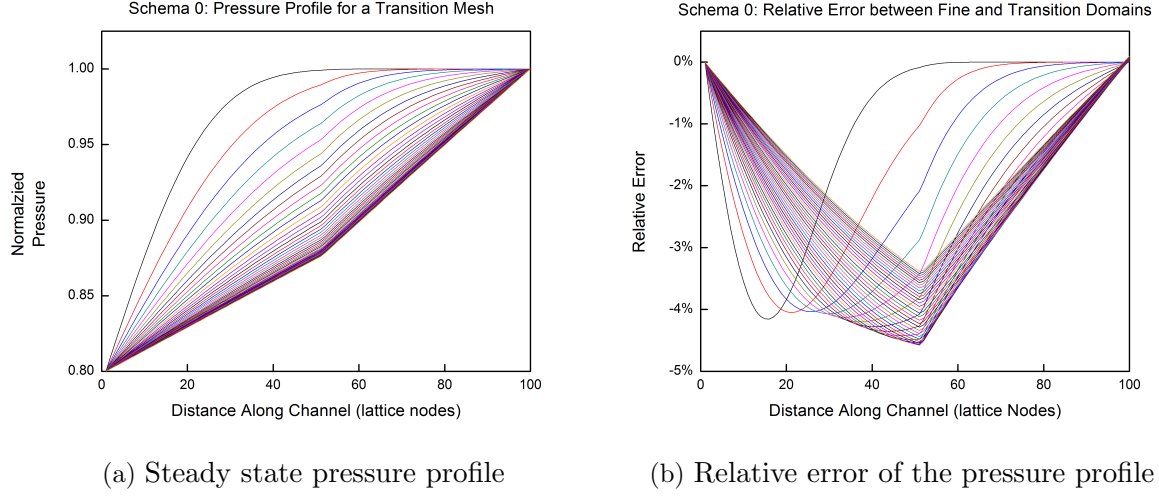 Schema 0: Pressure Profile for a Transition Mesh
1.00
0.95
0.90
0.85
0.80
Normalzied
Pressure
0
20
40
60
80
100
Distance Along Channel (lattice nodes)
(a) Steady state pressure profile
Schema 0: Relative Error between Fine and Transition Domains
0%
-1%
-2%
-3%
-4%
-5%
Relative Error
0
20
40
60
80
100
Distance Along Channel (lattice Nodes)
(b) Relative error of the pressure profile